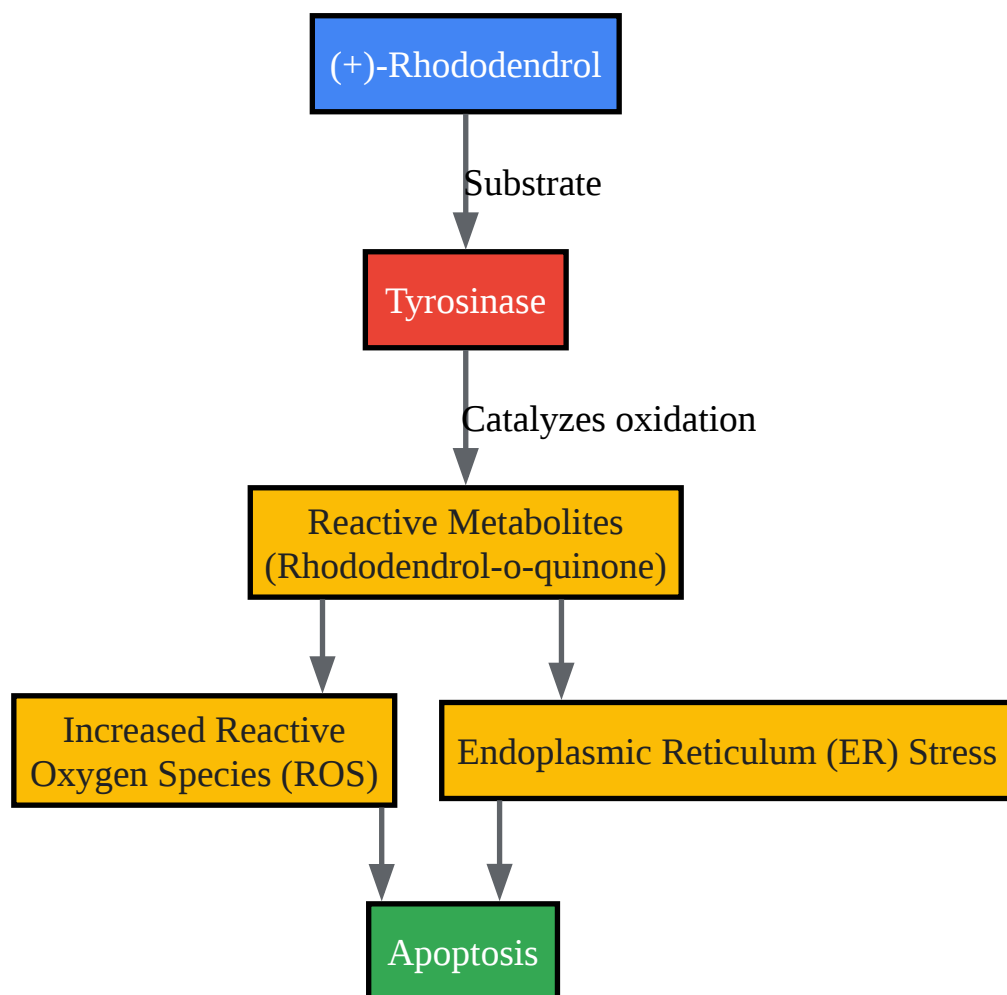 (+)-Rhododendrol
Substrate
Tyrosinase
Catalyzes oxidation
Reactive Metabolites
(Rhododendrol-o-quinone)
Increased Reactive
Oxygen Species (ROS)
Endoplasmic Reticulum (ER) Stress
Apoptosis